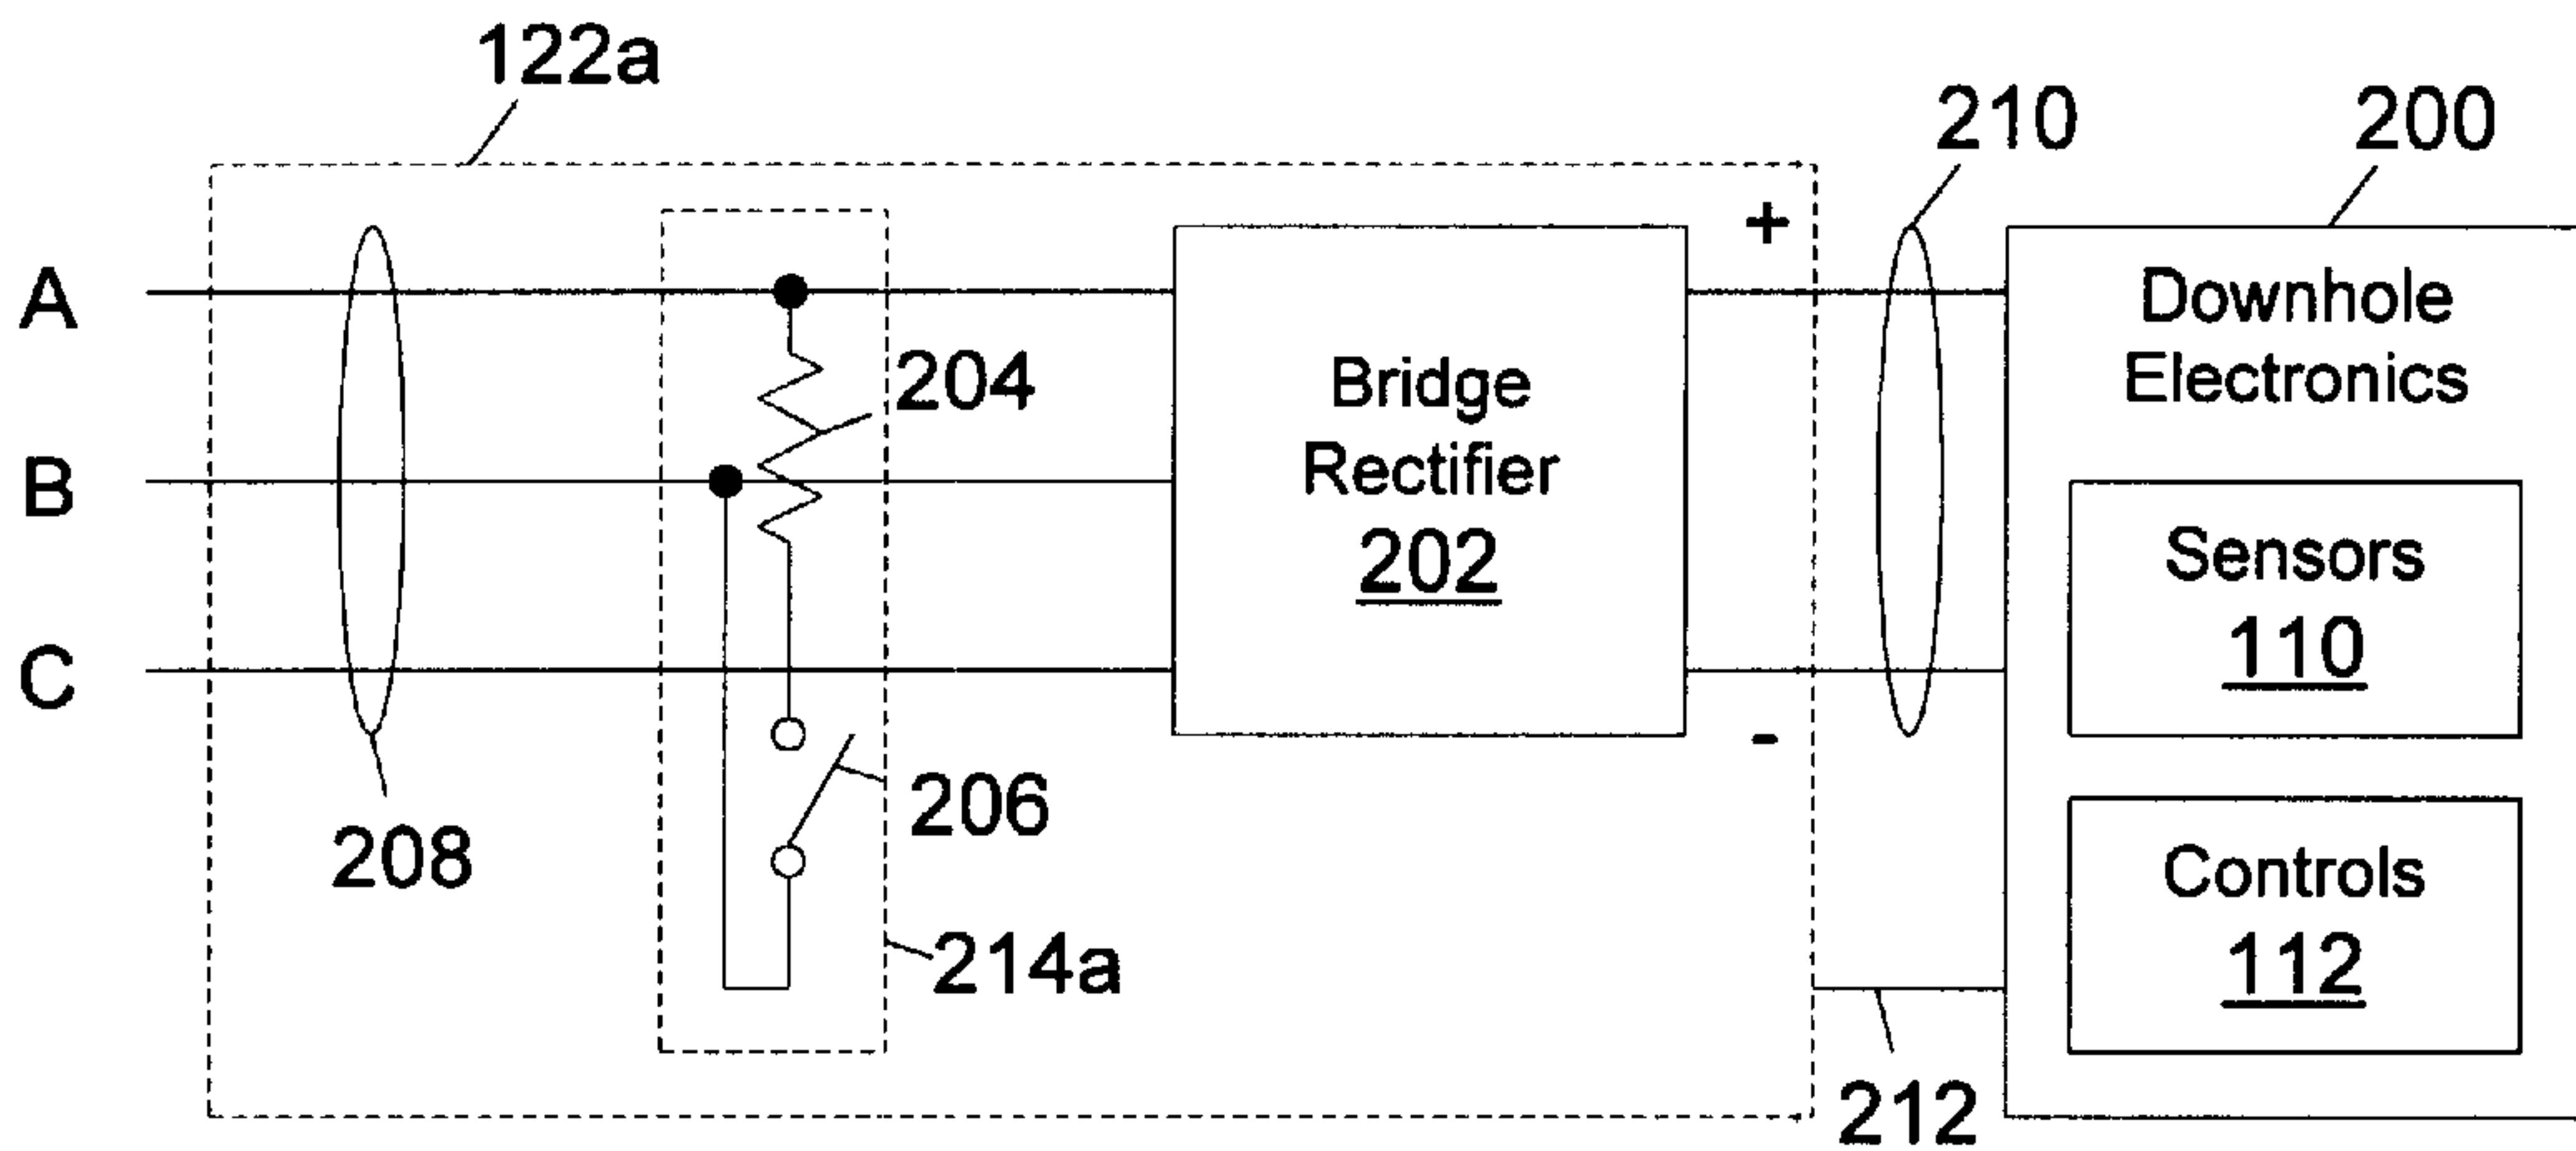 122a
210
200
+
A
Downhole
Electronics
204
Bridge
Rectifier
202
B
Sensors
110
C
-
206
208
Controls
112
214a
212